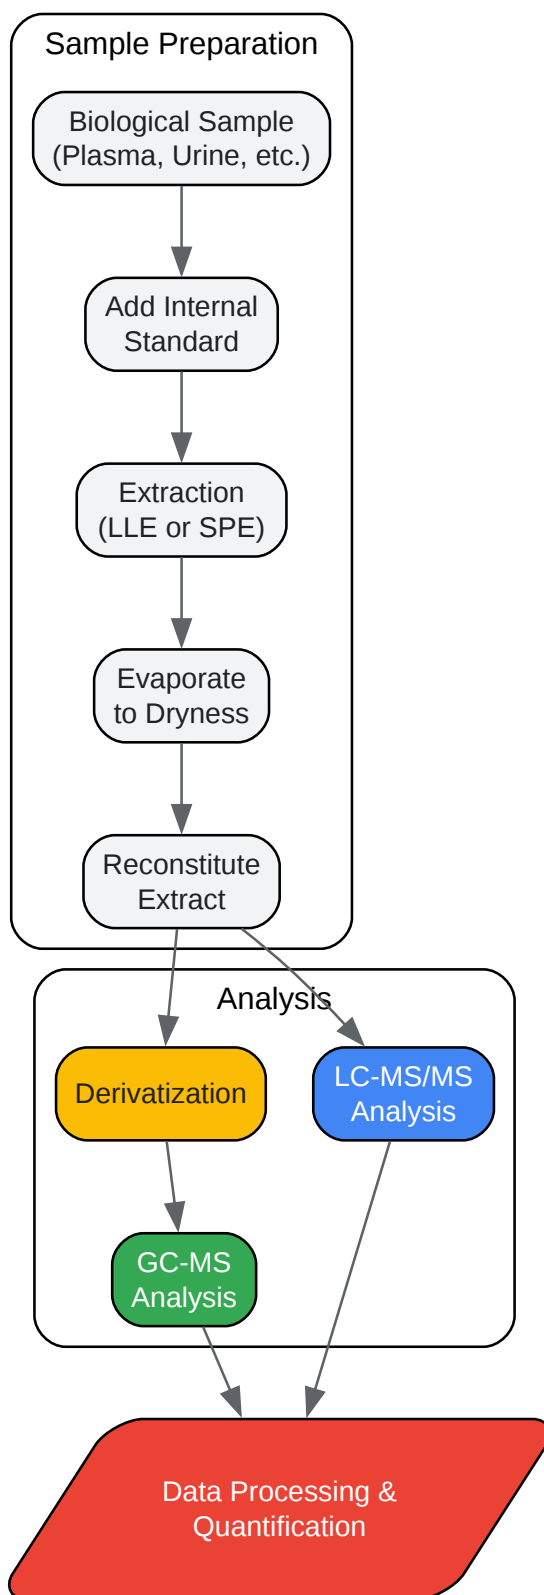 Sample Preparation
Biological Sample
(Plasma, Urine, etc.)
Add Internal
Standard
Extraction
(LLE or SPE)
Evaporate
to Dryness
Reconstitute
Extract
Analysis
Derivatization
LC-MS/MS
Analysis
GC-MS
Analysis
Data Processing &
Quantification